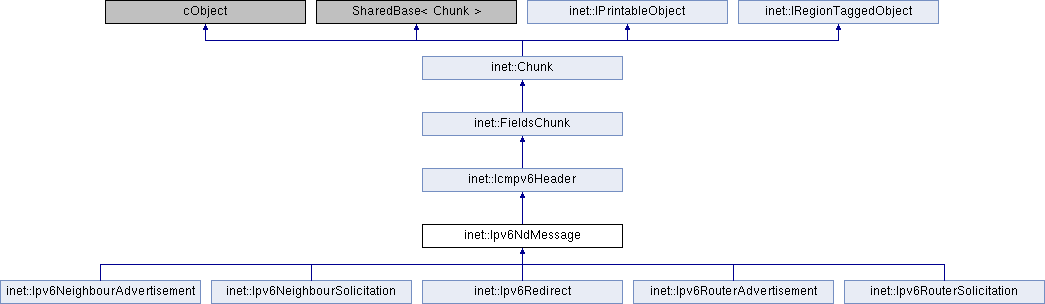 cObject
SharedBase< Chunk >
inet::IPrintableObject
inet::IRegionTaggedObject
inet::Chunk
inet::FieldsChunk
inet::Icmpv6Header
inet::Ipv6NdMessage
inet::Ipv6NeighbourAdvertisement
inet::Ipv6NeighbourSolicitation
inet::Ipv6Redirect
inet::Ipv6RouterAdvertisement
inet::Ipv6RouterSolicitation